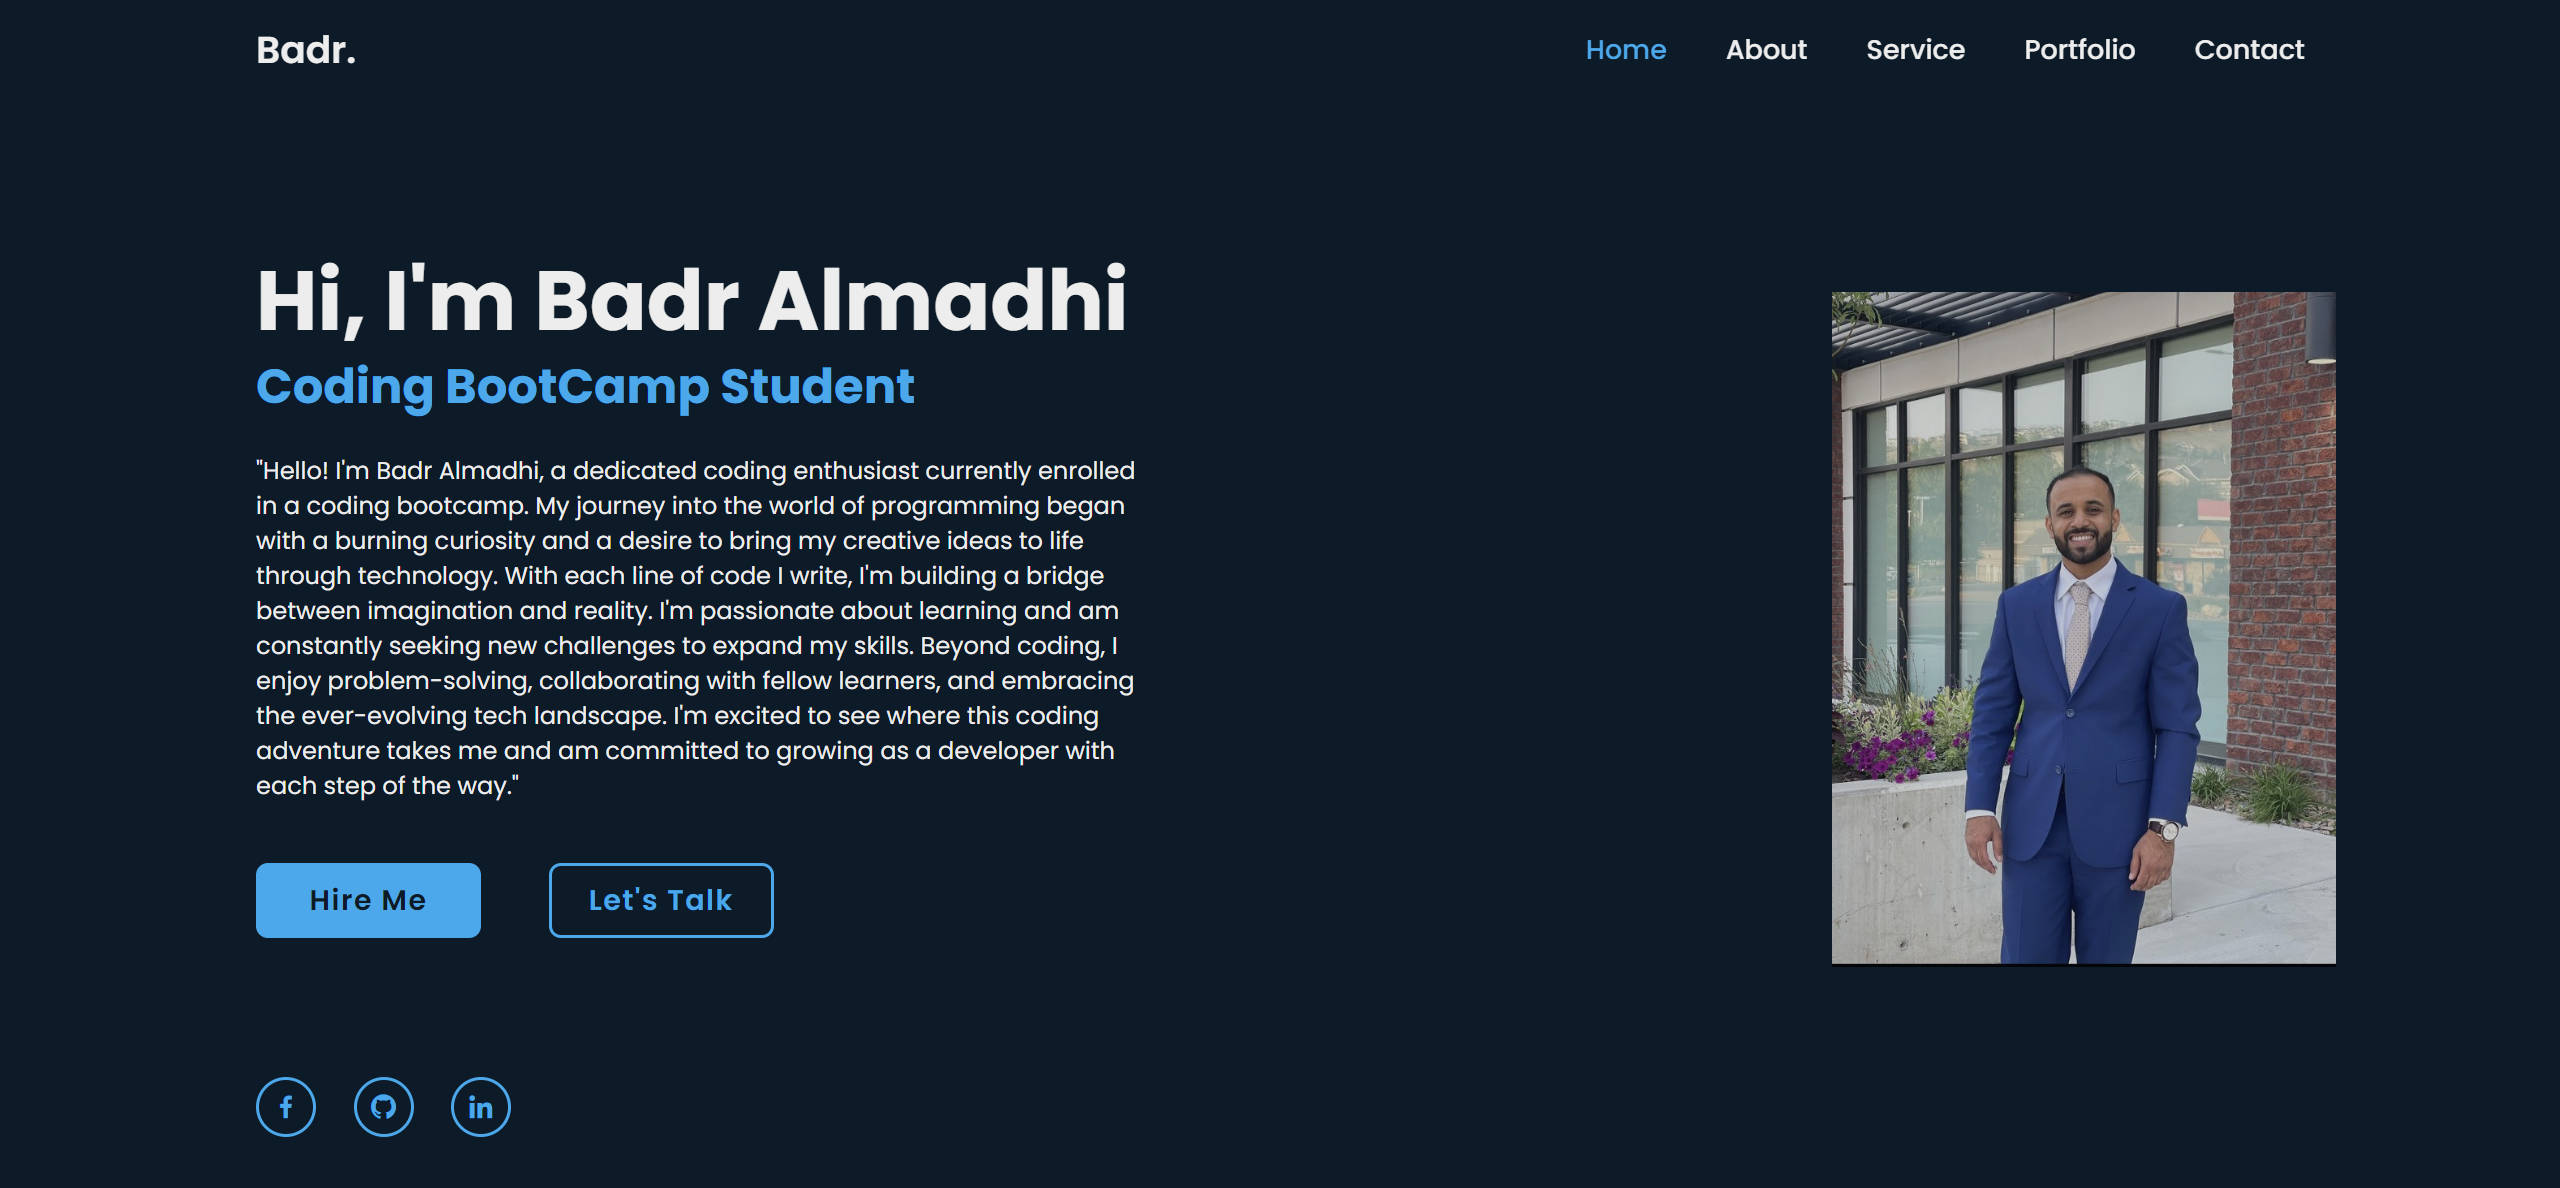 Badr.
Home About Service Portfolio Contact
Hi, I'm Badr Almadhi
Coding BootCamp Student
"Hello! I'm Badr Almadhi, a dedicated coding enthusiast currently enrolled
in a coding bootcamp. My journey into the world of programming began
with a burning curiosity and a desire to bring my creative ideas to life
through technology. With each line of code I write, I'm building a bridge
between imagination and reality. I'm passionate about learning and am
constantly seeking new challenges to expand my skills. Beyond coding, I
enjoy problem-solving, collaborating with fellow learners, and embracing
the ever-evolving tech landscape. I'm excited to see where this coding
adventure takes me and am committed to growing as a developer with
each step of the way."
Hire Me
Let's Talk